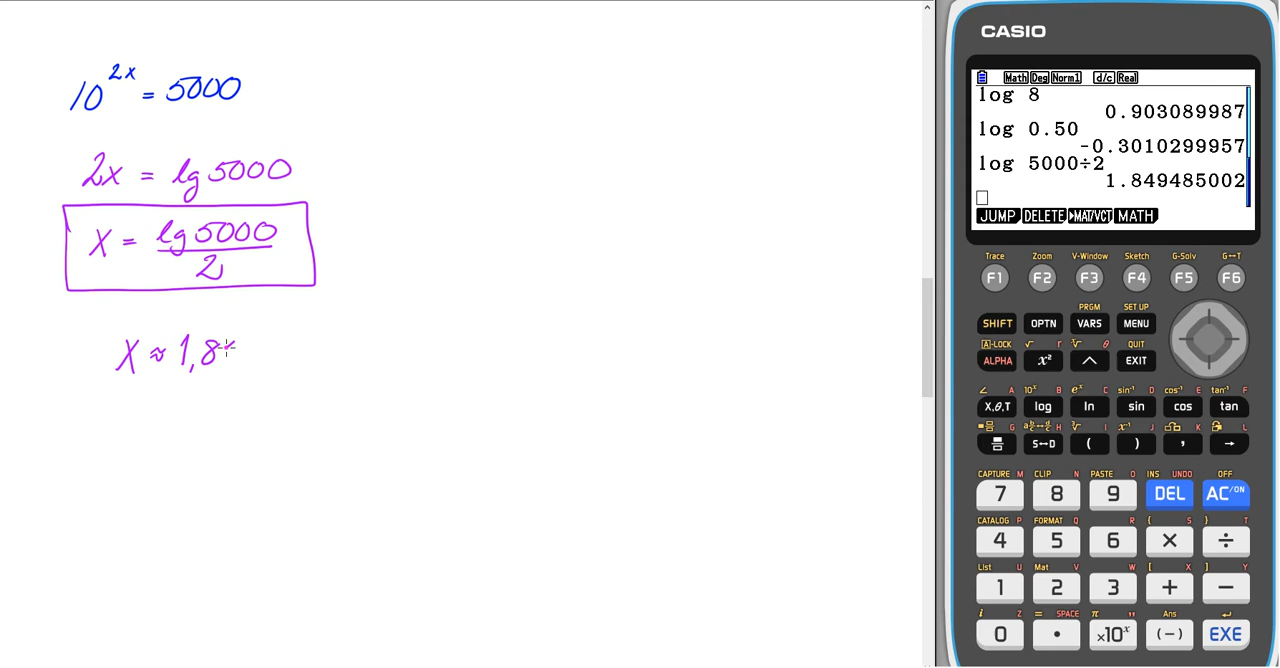 10^2x = 5000
2x = lg 5000
x = lg 5000 / 2
x ≈ 1,8
CASIO
Math Deg Norm1 d/c Real
log 8
0.903089987
log 0.50
-0.3010299957
log 5000÷2
1.849485002
JUMP DELETE ▶MAT/VCT MATH
Trace Zoom V-Window Sketch G-Solv G↔T
F1 F2 F3 F4 F5 F6
PRGM SET UP
SHIFT OPTN VARS MENU
A-LOCK √ r ∛ θ QUIT
ALPHA x² ^ EXIT
∠ A 10ˣ B eˣ C sin⁻¹ D cos⁻¹ E tan⁻¹ F
X,θ,T log ln sin cos tan
G H ∛ I x⁻¹ J K L
S↔D ( ) , →
CAPTURE M CLIP N PASTE O INS UNDO OFF
7 8 9 DEL AC/ON
CATALOG P FORMAT Q R { S } T
4 5 6 × ÷
List U Mat V W [ X ] Y
1 2 3 + −
i Z = SPACE π " Ans ↵
0 • ×10ˣ (−) EXE